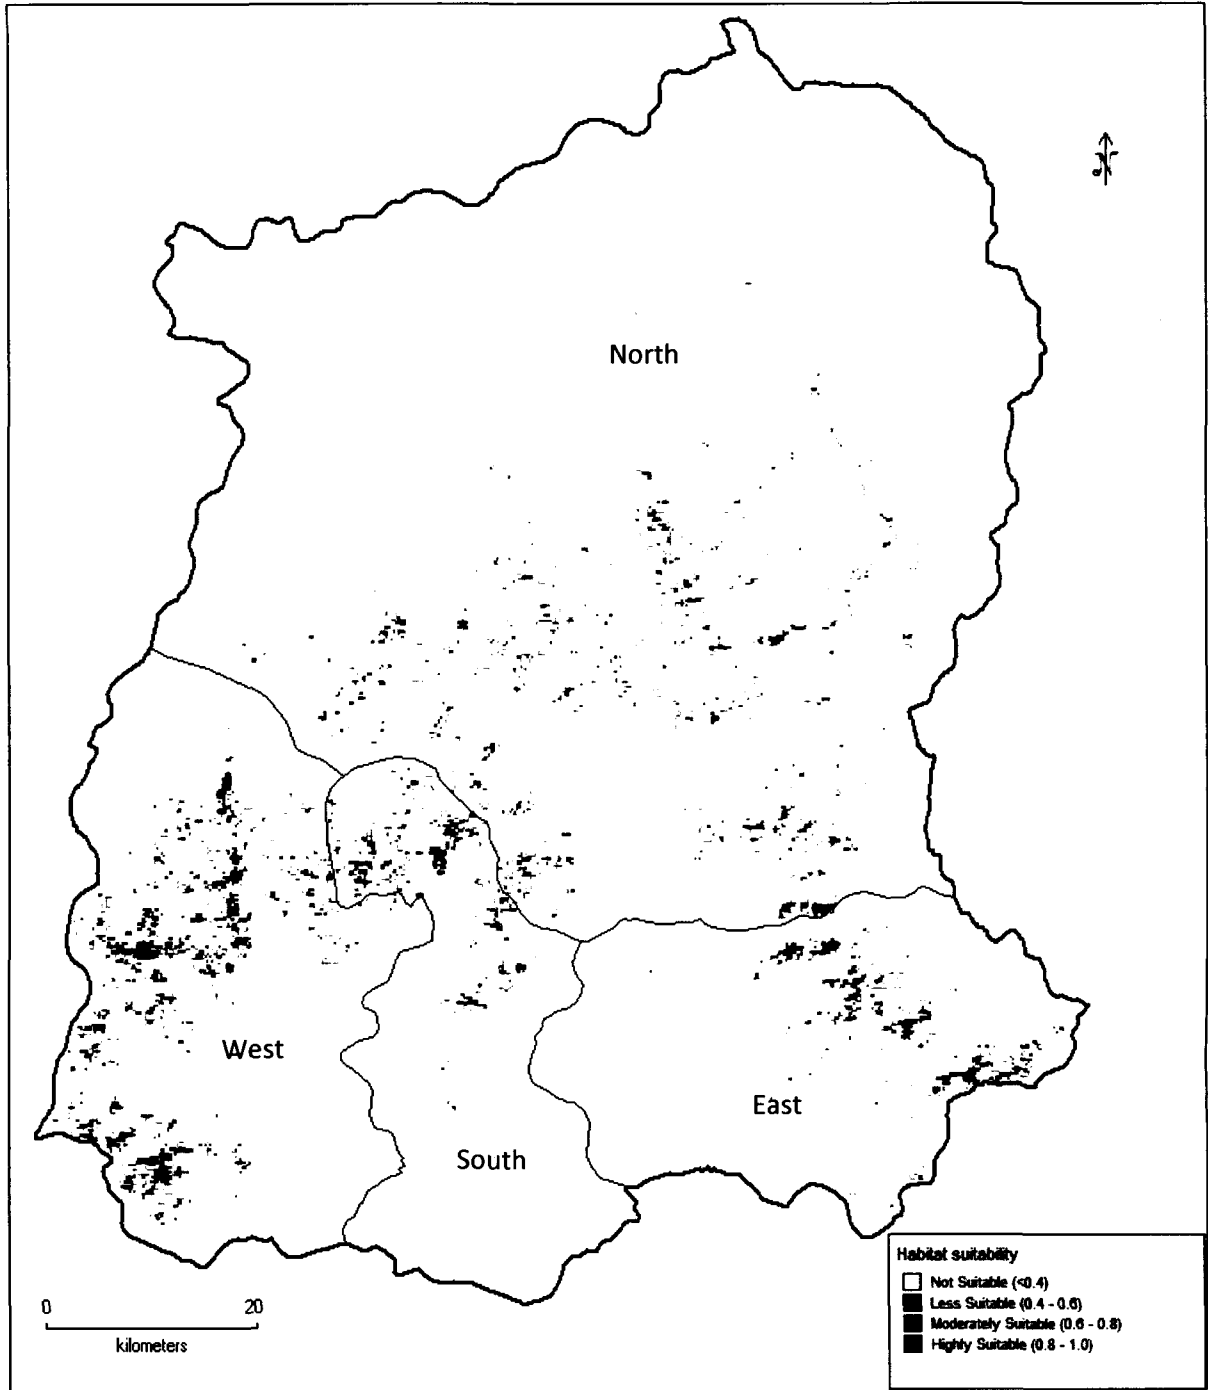 N
North
West
East
South
Habitat suitability
Not Suitable (<0.4)
Less Suitable (0.4 - 0.6)
Moderately Suitable (0.6 - 0.8)
Highly Suitable (0.8 - 1.0)
0 20
kilometers